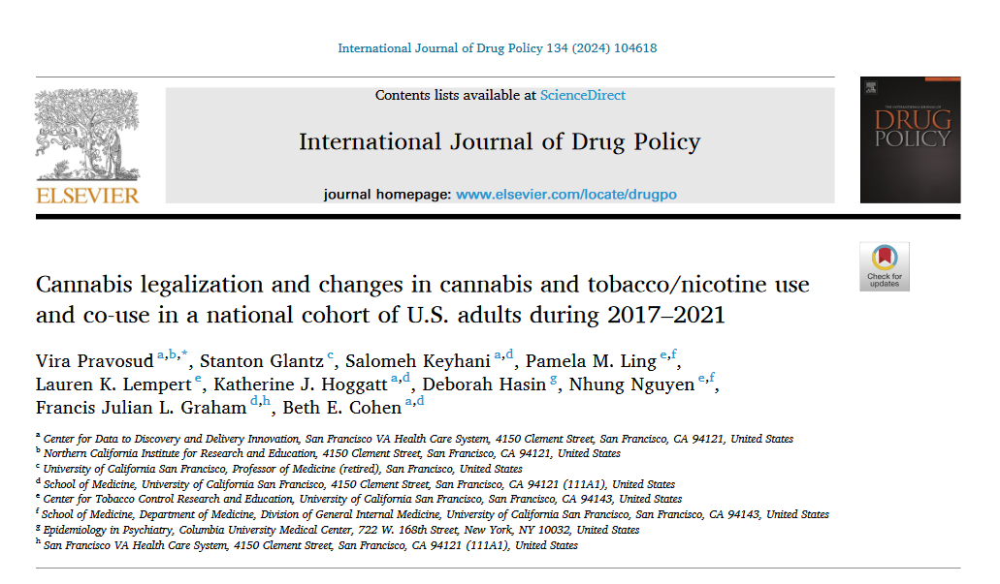 International Journal of Drug Policy 134 (2024) 104618
Contents lists available at ScienceDirect
International Journal of Drug Policy
journal homepage: www.elsevier.com/locate/drugpo
ELSEVIER
THE INTERNATIONAL JOURNAL OF
DRUG
POLICY
Check for
updates
Cannabis legalization and changes in cannabis and tobacco/nicotine use
and co-use in a national cohort of U.S. adults during 2017–2021
Vira Pravosud a,b,*, Stanton Glantz c, Salomeh Keyhani a,d, Pamela M. Ling e,f,
Lauren K. Lempert e, Katherine J. Hoggatt a,d, Deborah Hasin g, Nhung Nguyen e,f,
Francis Julian L. Graham d,h, Beth E. Cohen a,d
a Center for Data to Discovery and Delivery Innovation, San Francisco VA Health Care System, 4150 Clement Street, San Francisco, CA 94121, United States
b Northern California Institute for Research and Education, 4150 Clement Street, San Francisco, CA 94121, United States
c University of California San Francisco, Professor of Medicine (retired), San Francisco, United States
d School of Medicine, University of California San Francisco, 4150 Clement Street, San Francisco, CA 94121 (111A1), United States
e Center for Tobacco Control Research and Education, University of California San Francisco, San Francisco, CA 94143, United States
f School of Medicine, Department of Medicine, Division of General Internal Medicine, University of California San Francisco, San Francisco, CA 94143, United States
g Epidemiology in Psychiatry, Columbia University Medical Center, 722 W. 168th Street, New York, NY 10032, United States
h San Francisco VA Health Care System, 4150 Clement Street, San Francisco, CA 94121 (111A1), United States